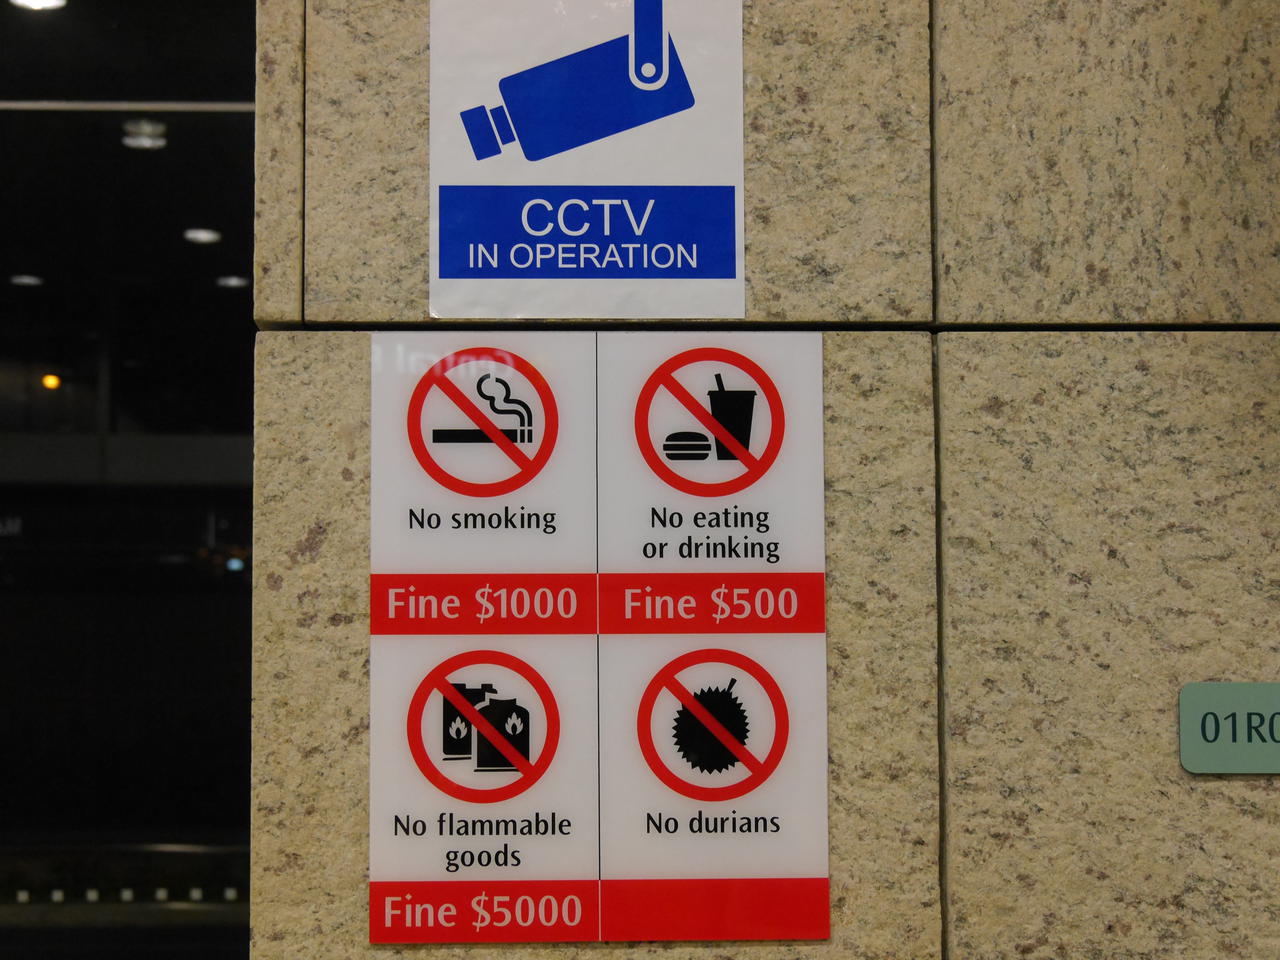 CCTV
IN OPERATION
No smoking
Fine $1000
No eating
or drinking
Fine $500
No flammable
goods
Fine $5000
No durians
01R0